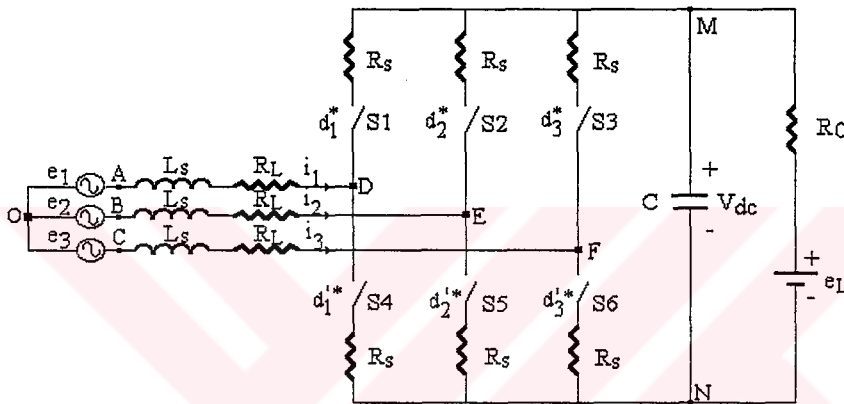 M
Rs Rs Rs
d1* S1 d2* S2 d3* S3
RO
e1 A Ls RL i1 D
O e2 B Ls RL i2 E
e3 C Ls RL i3 F
C + Vdc -
d1'* S4 d2'* S5 d3'* S6
+ eL -
Rs Rs Rs
N